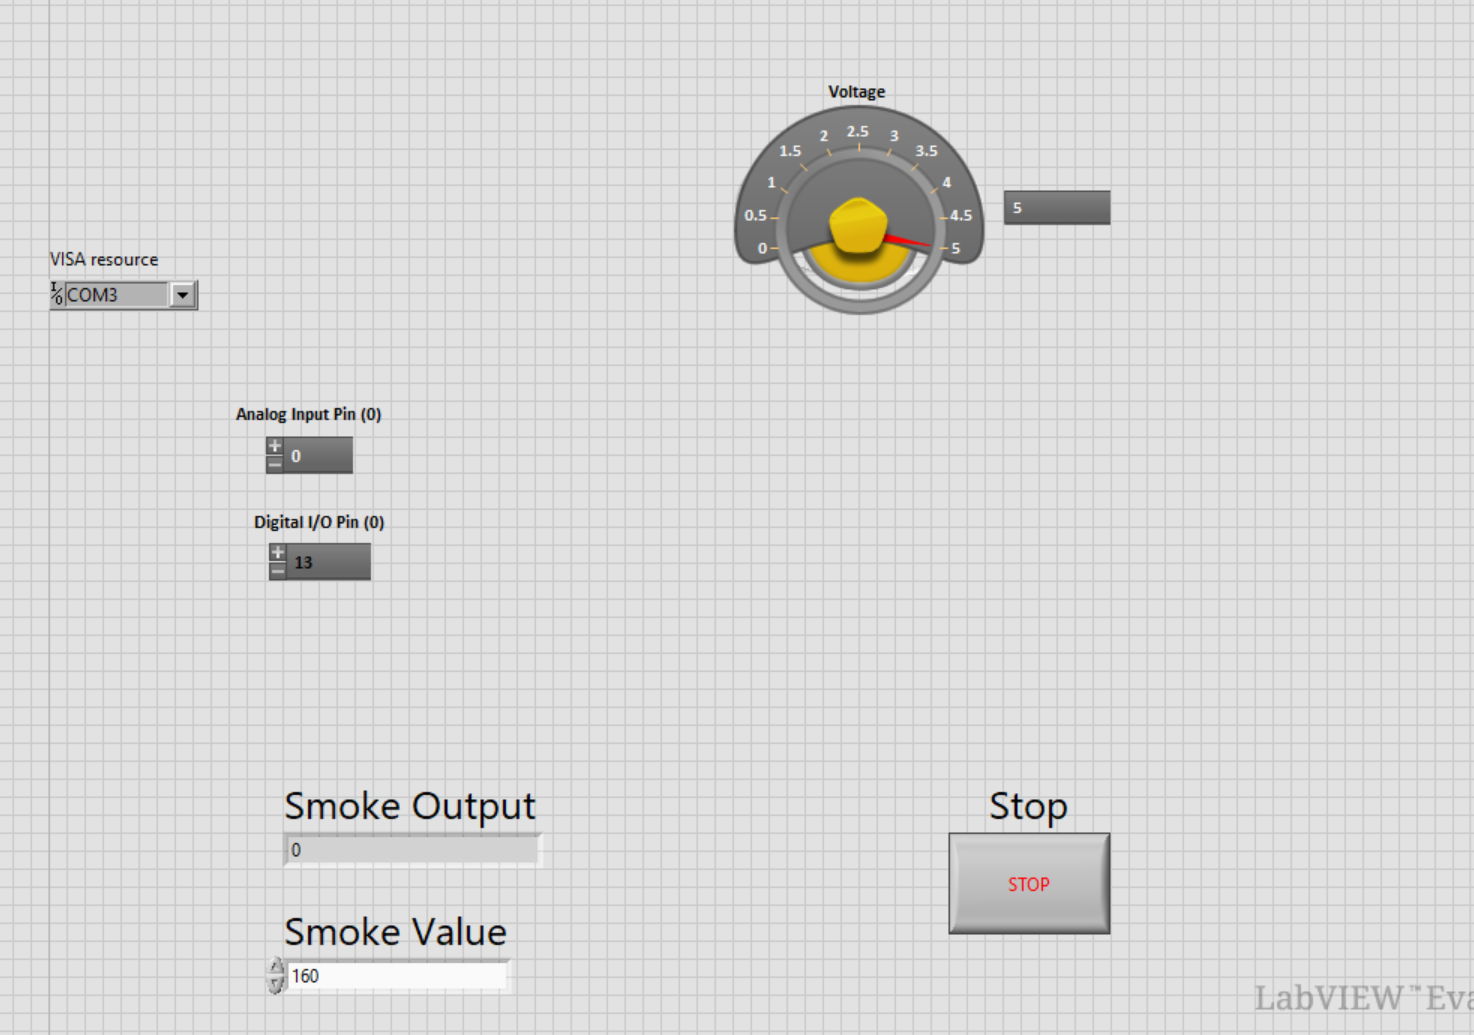 Voltage
0
0.5
1
1.5
2
2.5
3
3.5
4
4.5
5
5
VISA resource
I/O COM3
Analog Input Pin (0)
+
−
0
Digital I/O Pin (0)
+
−
13
Smoke Output
0
Stop
STOP
Smoke Value
160
LabVIEW™ Eva